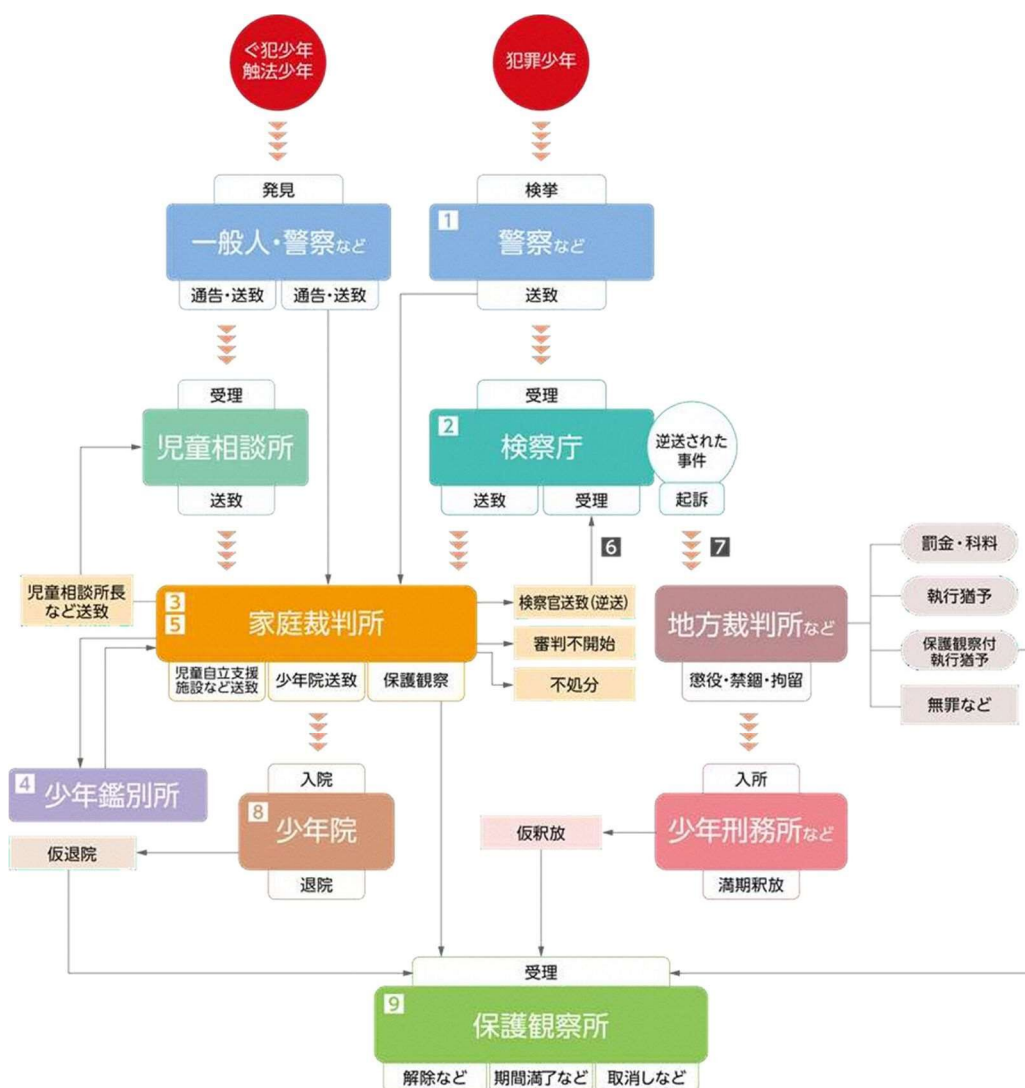 ぐ犯少年
触法少年
犯罪少年
発見
検挙
一般人・警察など
1
警察など
通告・送致
通告・送致
送致
受理
受理
児童相談所
2
検察庁
逆送された
事件
送致
送致
受理
起訴
6
7
罰金・科料
児童相談所長
など送致
3
5
家庭裁判所
検察官送致(逆送)
地方裁判所など
執行猶予
審判不開始
保護観察付
執行猶予
児童自立支援
施設など送致
少年院送致
保護観察
不処分
懲役・禁錮・拘留
無罪など
4
少年鑑別所
入院
入所
8
少年院
少年刑務所など
仮退院
仮釈放
退院
満期釈放
受理
9
保護観察所
解除など
期間満了など
取消しなど